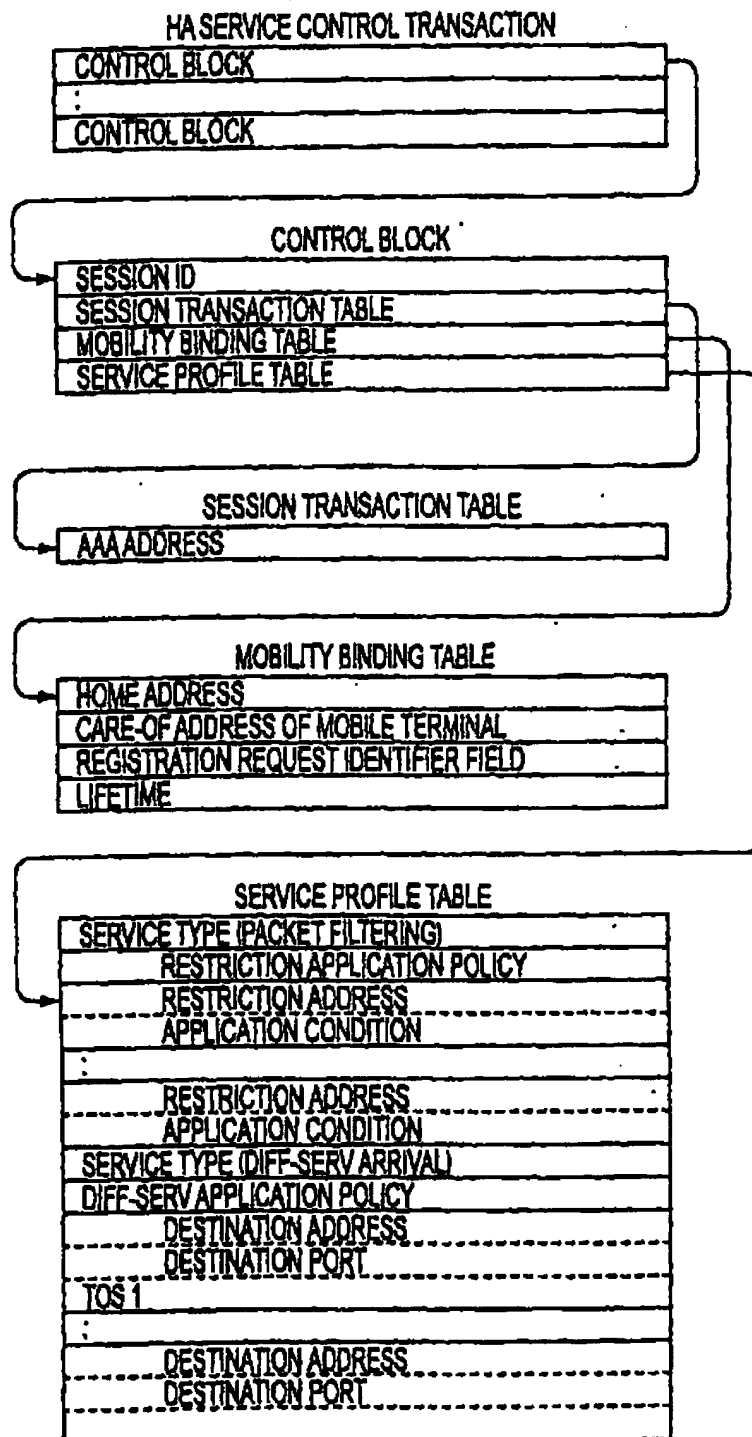 HA SERVICE CONTROL TRANSACTION
CONTROL BLOCK
:
CONTROL BLOCK
CONTROL BLOCK
SESSION ID
SESSION TRANSACTION TABLE
MOBILITY BINDING TABLE
SERVICE PROFILE TABLE
SESSION TRANSACTION TABLE
AAA ADDRESS
MOBILITY BINDING TABLE
HOME ADDRESS
CARE-OF ADDRESS OF MOBILE TERMINAL
REGISTRATION REQUEST IDENTIFIER FIELD
LIFETIME
SERVICE PROFILE TABLE
SERVICE TYPE (PACKET FILTERING)
RESTRICTION APPLICATION POLICY
RESTRICTION ADDRESS
APPLICATION CONDITION
:
RESTRICTION ADDRESS
APPLICATION CONDITION
SERVICE TYPE (DIFF-SERV ARRIVAL)
DIFF-SERV APPLICATION POLICY
DESTINATION ADDRESS
DESTINATION PORT
TOS 1
:
DESTINATION ADDRESS
DESTINATION PORT